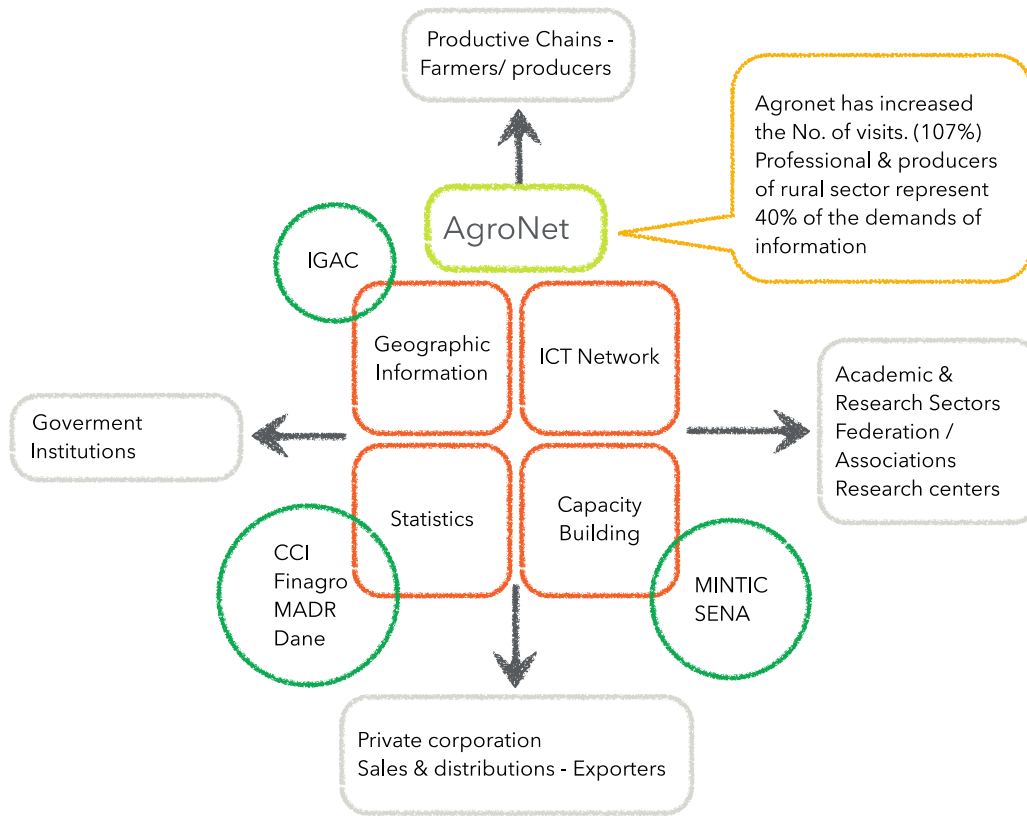 Productive Chains -
Farmers/ producers
Agronet has increased
the No. of visits. (107%)
Professional & producers
of rural sector represent
40% of the demands of
information
AgroNet
IGAC
Geographic
Information
ICT Network
Academic &
Research Sectors
Federation /
Associations
Research centers
Goverment
Institutions
Statistics
Capacity
Building
CCI
Finagro
MADR
Dane
MINTIC
SENA
Private corporation
Sales & distributions - Exporters